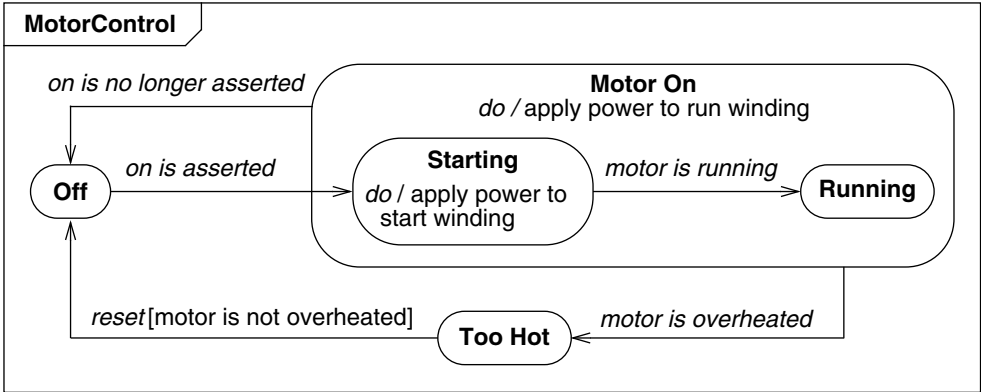 MotorControl
on is no longer asserted
Motor On
do / apply power to run winding
on is asserted
Starting
motor is running
Off
do / apply power to
start winding
Running
reset [motor is not overheated]
Too Hot
motor is overheated